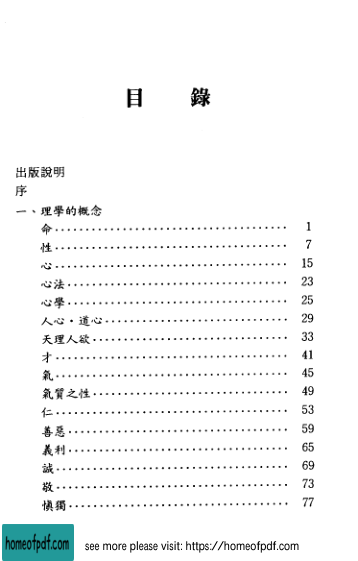 目 錄
出版說明
序
一、理學的概念
命 1
性 7
心 15
心法 23
心學 25
人心・道心 29
天理人欲 33
才 41
氣 45
氣質之性 49
仁 53
善惡 59
義利 65
誠 69
敬 73
愼獨 77
homeofpdf.com see more please visit: https://homeofpdf.com